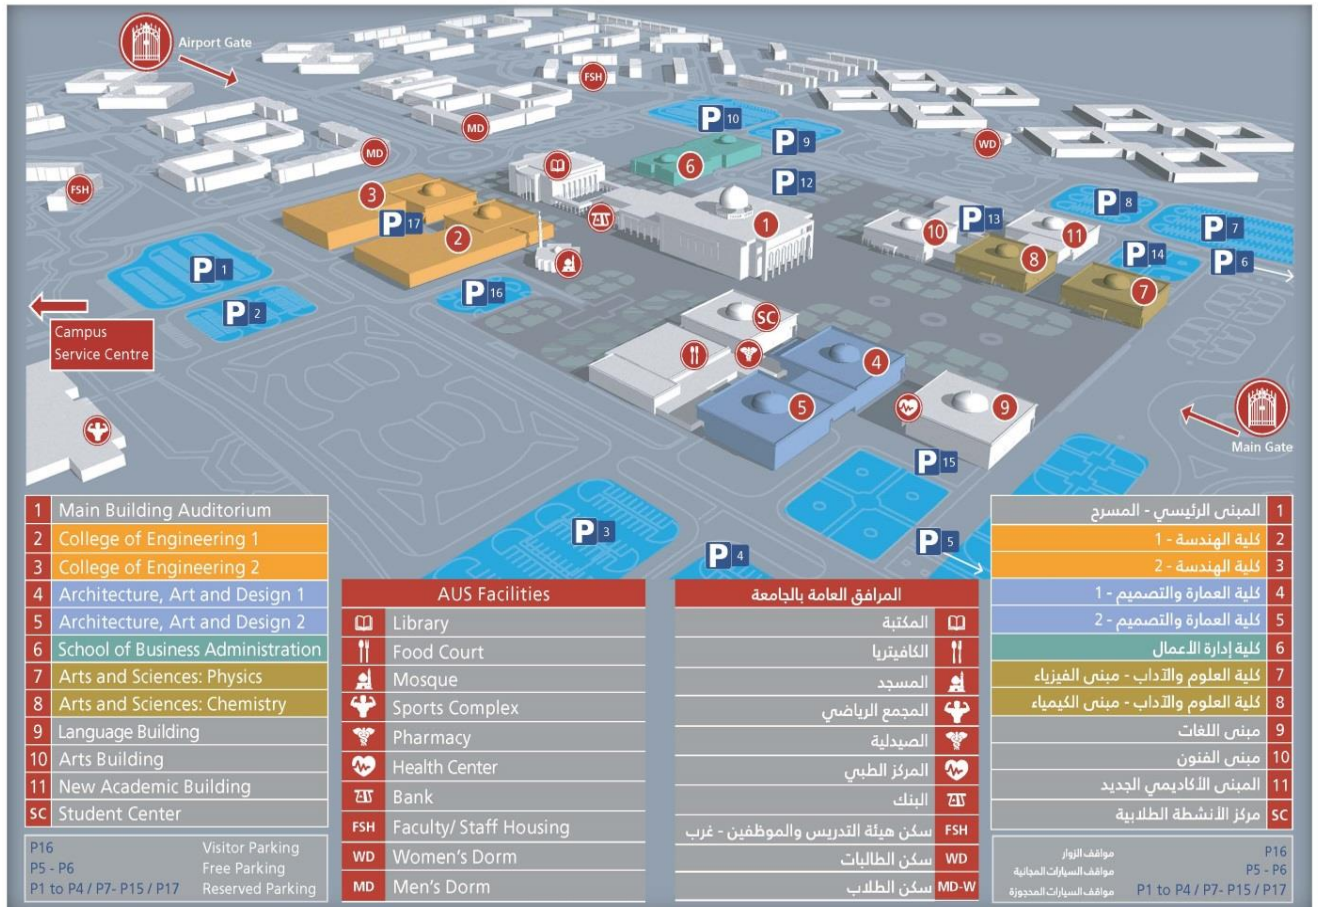 Airport Gate
FSH
MD
P 10
P 9
WD
MD
6
P 12
FSH
3
P 17
2
1
10
P 13
11
P 8
P 7
P 6
8
P 14
7
P 1
P 2
P 16
Campus
Service Centre
SC
4
5
9
Main Gate
P 15
P 3
P 4
P 5
1 Main Building Auditorium
2 College of Engineering 1
3 College of Engineering 2
4 Architecture, Art and Design 1
5 Architecture, Art and Design 2
6 School of Business Administration
7 Arts and Sciences: Physics
8 Arts and Sciences: Chemistry
9 Language Building
10 Arts Building
11 New Academic Building
SC Student Center
P16 Visitor Parking
P5 - P6 Free Parking
P1 to P4 / P7- P15 / P17 Reserved Parking
AUS Facilities
Library
Food Court
Mosque
Sports Complex
Pharmacy
Health Center
Bank
FSH Faculty/ Staff Housing
WD Women's Dorm
MD Men's Dorm
المرافق العامة بالجامعة
المكتبة
الكافيتريا
المسجد
المجمع الرياضي
الصيدلية
المركز الطبي
البنك
سكن هيئة التدريس والموظفين - غرب FSH
سكن الطالبات WD
سكن الطلاب MD-W
المبنى الرئيسي - المسرح 1
كلية الهندسة - 1 2
كلية الهندسة - 2 3
كلية العمارة والتصميم - 1 4
كلية العمارة والتصميم - 2 5
كلية إدارة الأعمال 6
كلية العلوم والآداب - مبنى الفيزياء 7
كلية العلوم والآداب - مبنى الكيمياء 8
مبنى اللغات 9
مبنى الفنون 10
المبنى الأكاديمي الجديد 11
مركز الأنشطة الطلابية SC
مواقف الزوار P16
مواقف السيارات المجانية P5 - P6
مواقف السيارات المحجوزة P1 to P4 / P7- P15 / P17